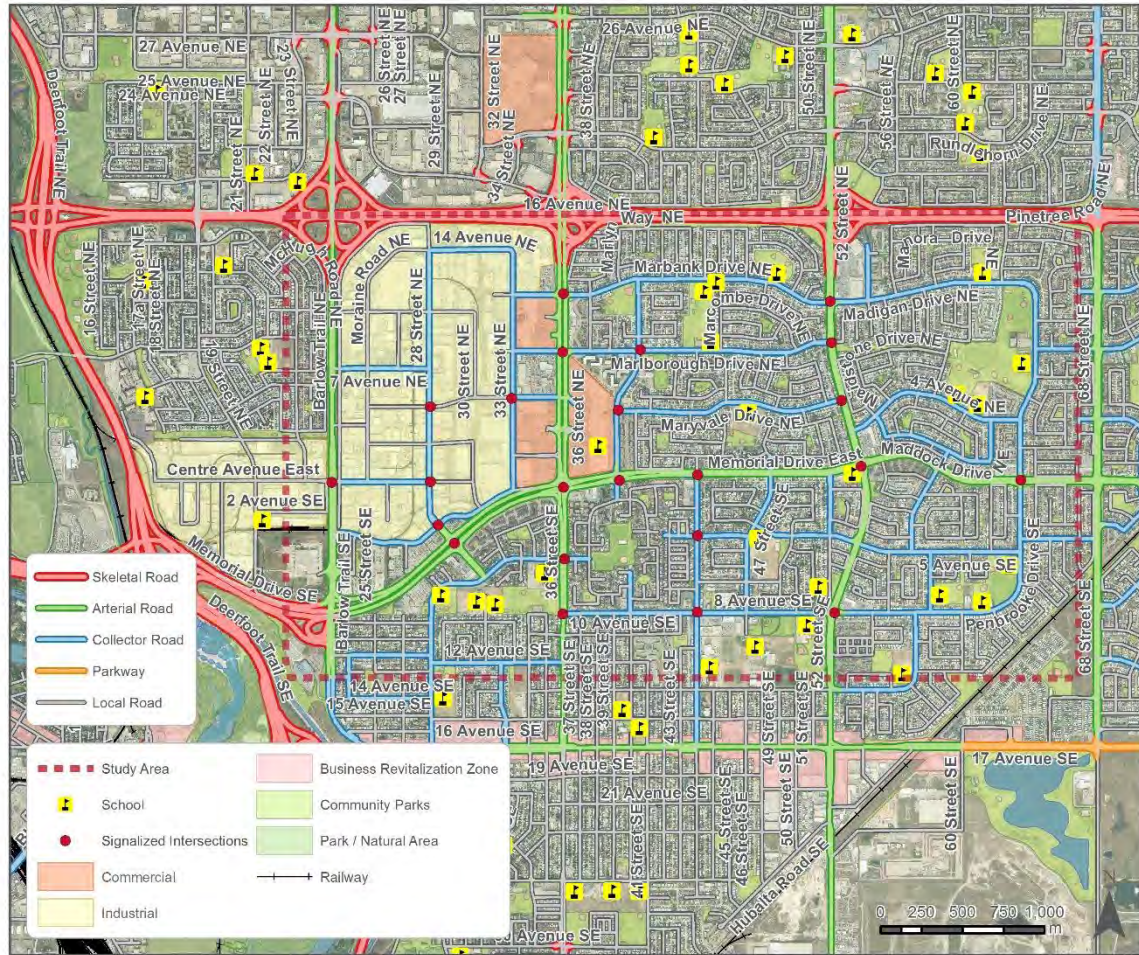 26 Avenue NE
27 Avenue NE
23 Street NE
26 Street NE
27 Street NE
32 Street NE
38 Street NE
50 Street NE
60 Street NE
Deerfoot Trail NE
25 Avenue NE
24 Avenue NE
22 Street NE
21 Street NE
29 Street NE
34 Street NE
56 Street NE
Rundlehorn Drive NE
16 Avenue NE
Way NE
52 Street NE
Pinetree Road NE
McHugh Road NE
14 Avenue NE
Moraine Road NE
Marbank Drive NE
Madigan Drive NE
16 Street NE
18 Street NE
19 Street NE
Barlow Trail NE
28 Street NE
Marcombe Drive NE
7 Avenue NE
30 Street NE
33 Street NE
Marlborough Drive NE
36 Street NE
4 Avenue NE
68 Street NE
Maryvale Drive NE
Centre Avenue East
Memorial Drive East
Maddock Drive NE
2 Avenue SE
Memorial Drive SE
25 Street SE
Barlow Trail SE
36 Street SE
47 Street SE
5 Avenue SE
Deerfoot Trail SE
8 Avenue SE
10 Avenue SE
Penbrooke Drive SE
52 Street SE
68 Street SE
12 Avenue SE
14 Avenue SE
15 Avenue SE
37 Street SE
38 Street SE
39 Street SE
43 Street SE
49 Street SE
51 Street SE
16 Avenue SE
17 Avenue SE
19 Avenue SE
21 Avenue SE
41 Street SE
45 Street SE
46 Street SE
50 Street SE
60 Street SE
Hubalta Road SE
Skeletal Road
Arterial Road
Collector Road
Parkway
Local Road
Study Area
School
Signalized Intersections
Commercial
Industrial
Business Revitalization Zone
Community Parks
Park / Natural Area
Railway
0 250 500 750 1,000
m